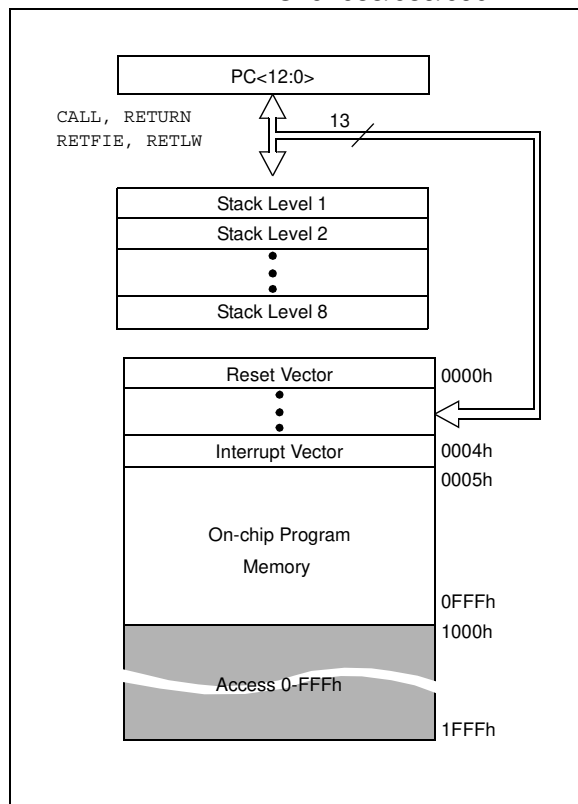 PC<12:0>
CALL, RETURN
RETFIE, RETLW
13
Stack Level 1
Stack Level 2
Stack Level 8
Reset Vector
0000h
Interrupt Vector
0004h
0005h
On-chip Program
Memory
0FFFh
1000h
Access 0-FFFh
1FFFh